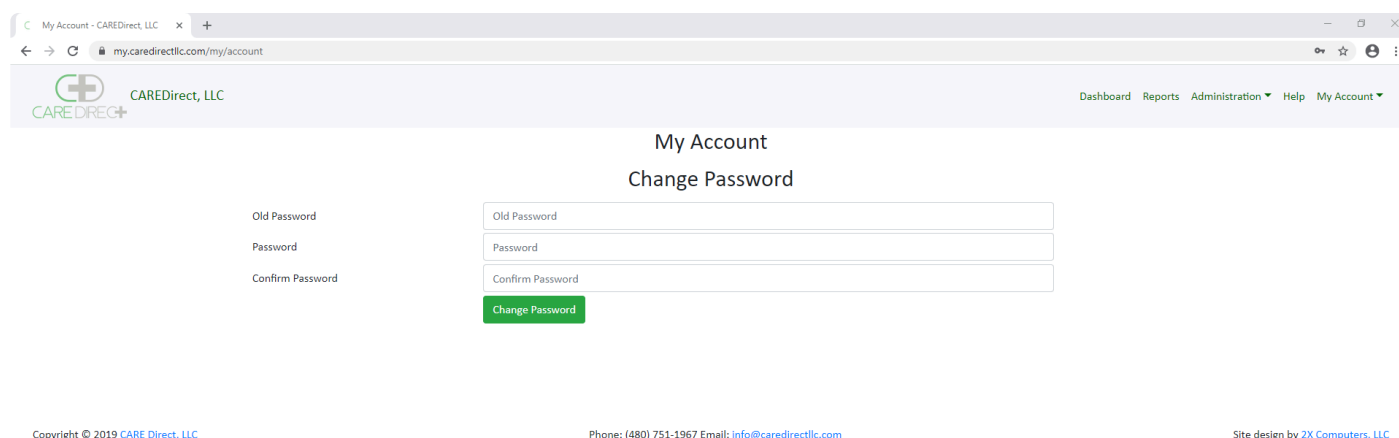 My Account - CAREDirect, LLC
my.caredirectllc.com/my/account
CAREDIRECT
CAREDirect, LLC
Dashboard Reports Administration Help My Account
My Account
Change Password
Old Password Old Password
Password Password
Confirm Password Confirm Password
Change Password
Copyright © 2019 CARE Direct, LLC Phone: (480) 751-1967 Email: info@caredirectllc.com Site design by 2X Computers, LLC